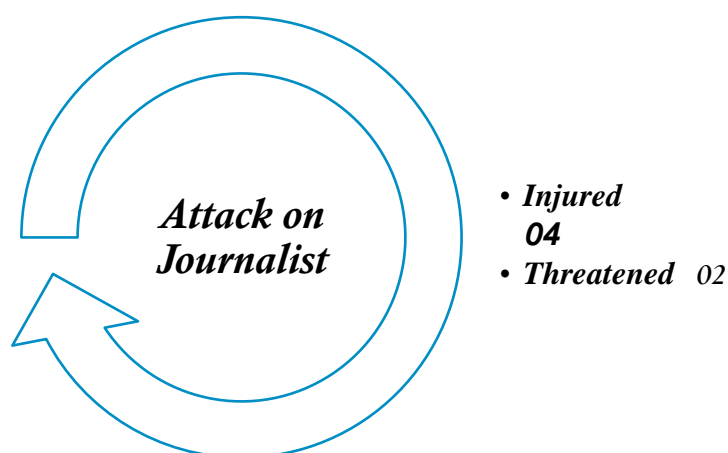 Attack on
Journalist
• Injured
04
• Threatened 02